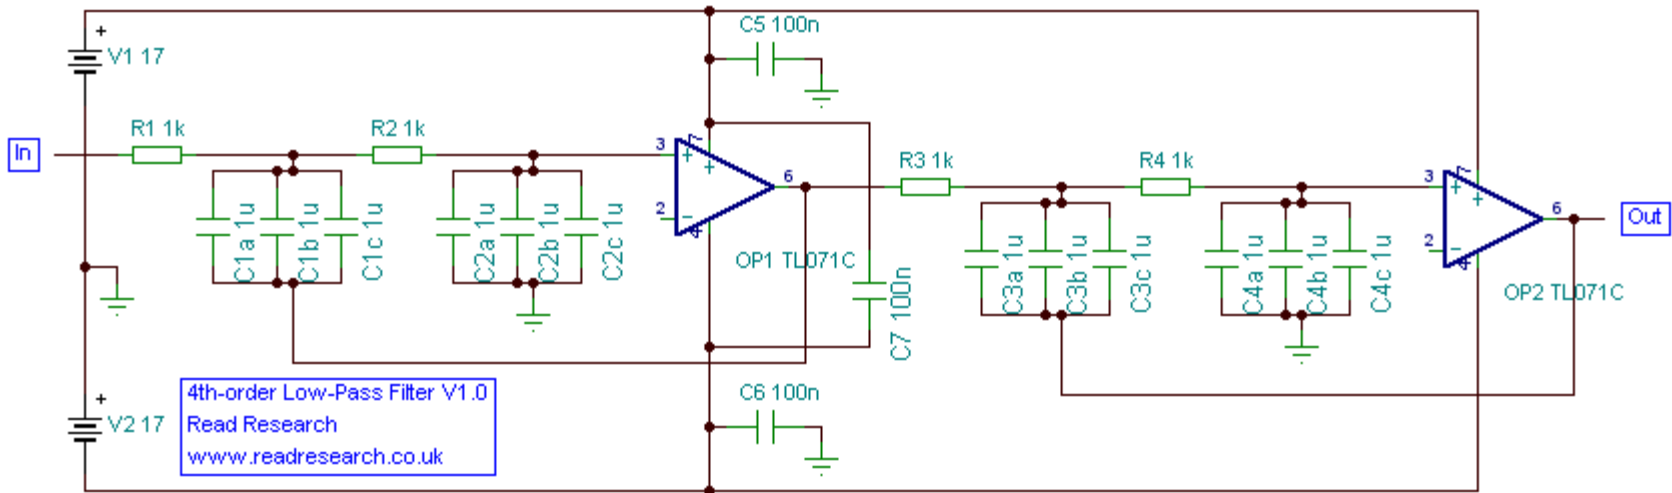 C5 100n
+
V1 17
In
R1 1k
R2 1k
3
+
7
+
6
2
-
4
OP1 TL071C
R3 1k
R4 1k
3
+
7
+
6
2
-
4
OP2 TL071C
Out
C1a 1u
C1b 1u
C1c 1u
C2a 1u
C2b 1u
C2c 1u
C7 100n
C3a 1u
C3b 1u
C3c 1u
C4a 1u
C4b 1u
C4c 1u
+
V2 17
4th-order Low-Pass Filter V1.0
Read Research
www.readresearch.co.uk
C6 100n